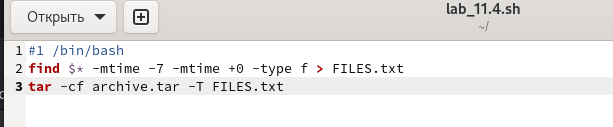 Открыть
lab_11.4.sh
~/
1 #1 /bin/bash
2 find $* -mtime -7 -mtime +0 -type f > FILES.txt
3 tar -cf archive.tar -T FILES.txt